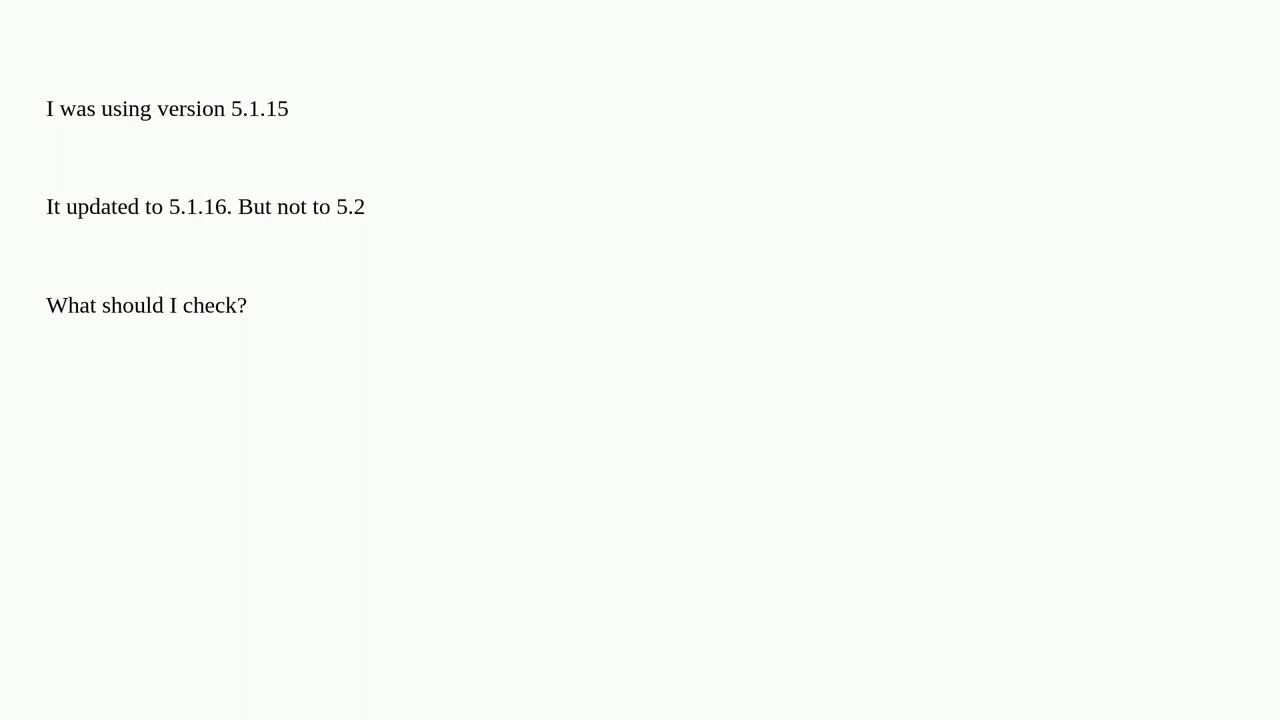 I was using version 5.1.15
It updated to 5.1.16. But not to 5.2
What should I check?